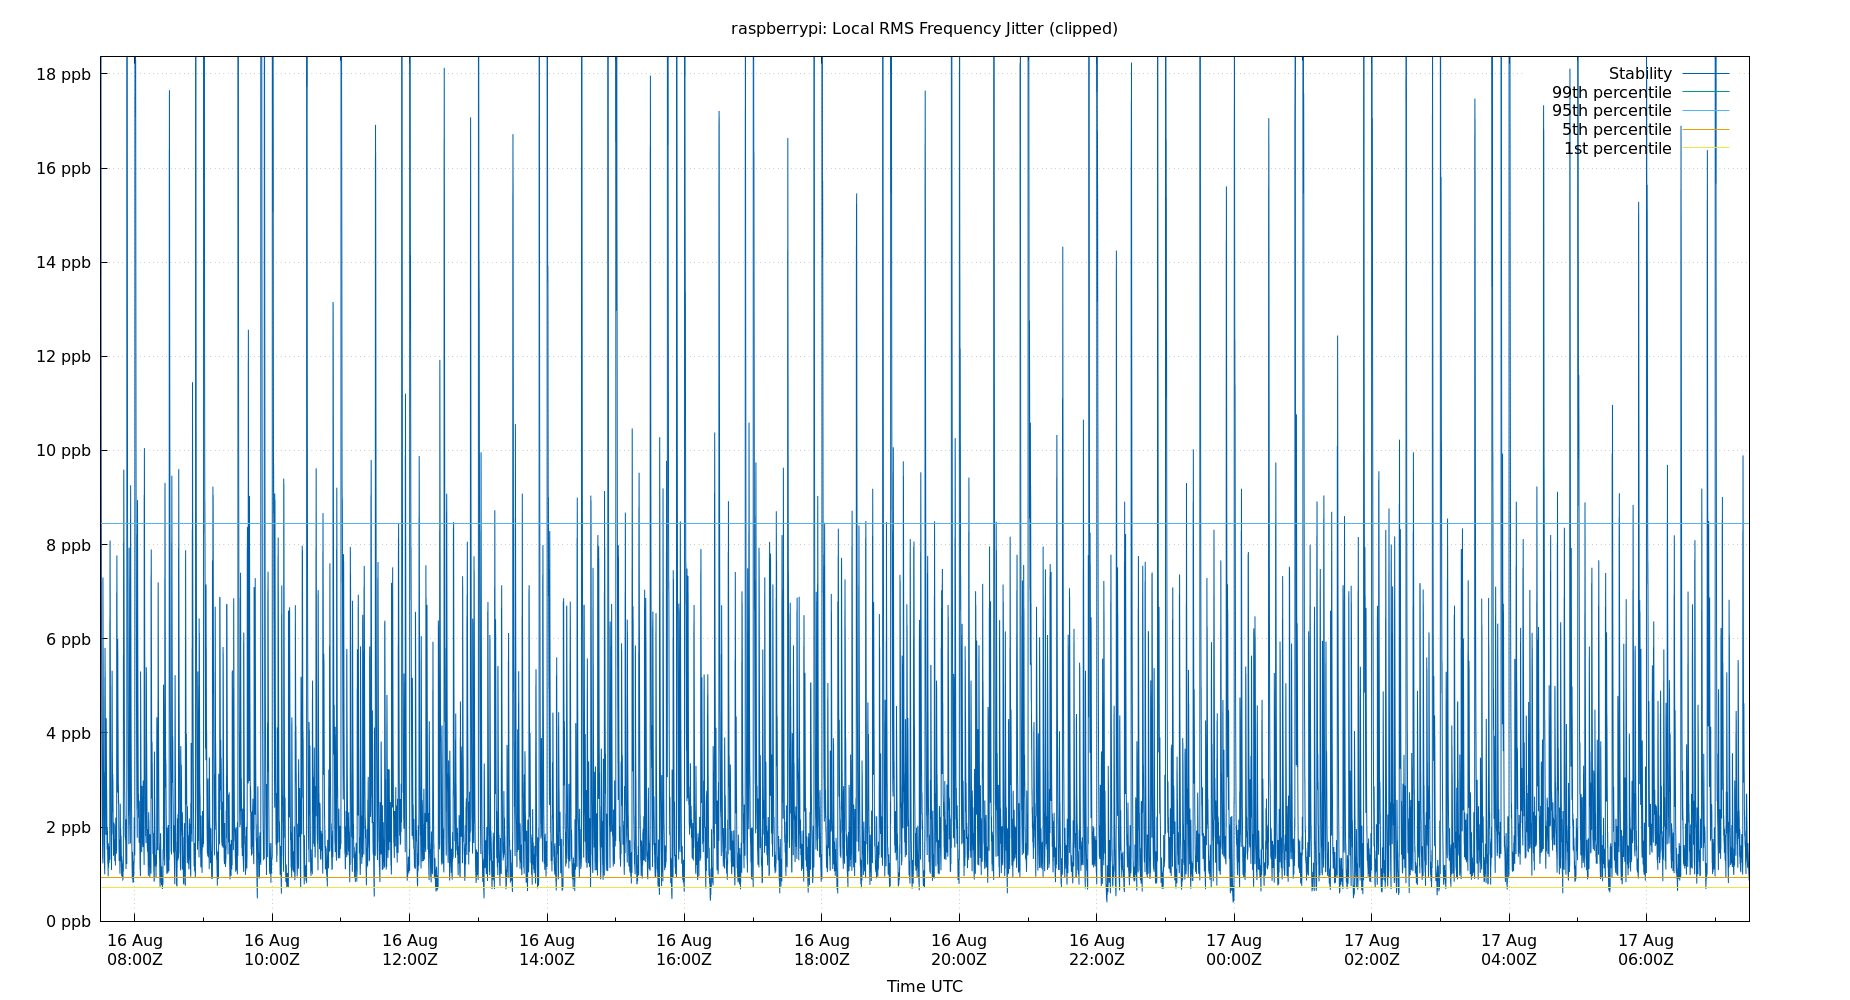 raspberrypi: Local RMS Frequency Jitter (clipped)
18 ppb
16 ppb
14 ppb
12 ppb
10 ppb
8 ppb
6 ppb
4 ppb
2 ppb
0 ppb
Stability
99th percentile
95th percentile
5th percentile
1st percentile
16 Aug
08:00Z
16 Aug
10:00Z
16 Aug
12:00Z
16 Aug
14:00Z
16 Aug
16:00Z
16 Aug
18:00Z
16 Aug
20:00Z
16 Aug
22:00Z
17 Aug
00:00Z
17 Aug
02:00Z
17 Aug
04:00Z
17 Aug
06:00Z
Time UTC